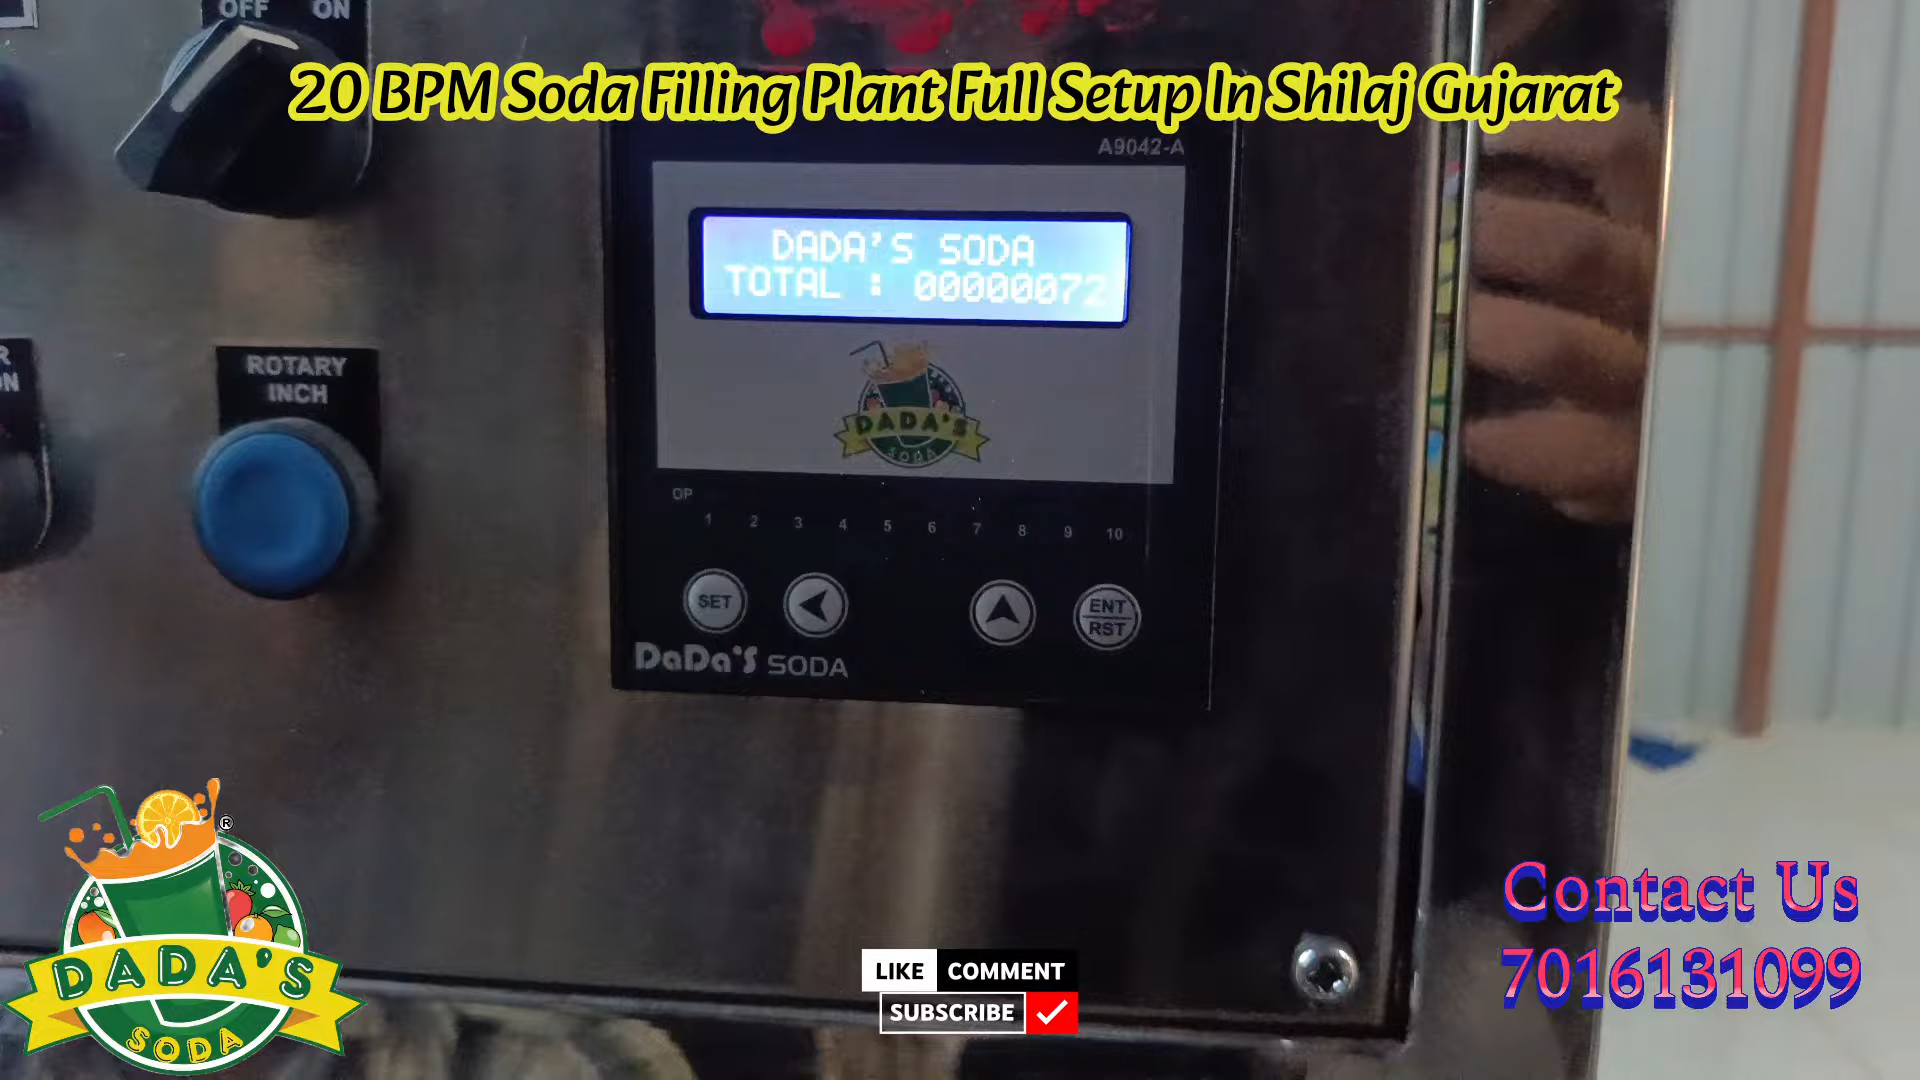 OFF ON
20 BPM Soda Filling Plant Full Setup In Shilaj Gujarat
A9042-A
DADA'S SODA
TOTAL : 00000072
ROTARY
INCH
DADA'S
SODA
OP
1 2 3 4 5 6 7 8 9 10
SET
ENT
RST
DaDa'S SODA
®
DADA'S
SODA
LIKE COMMENT
SUBSCRIBE
Contact Us
7016131099